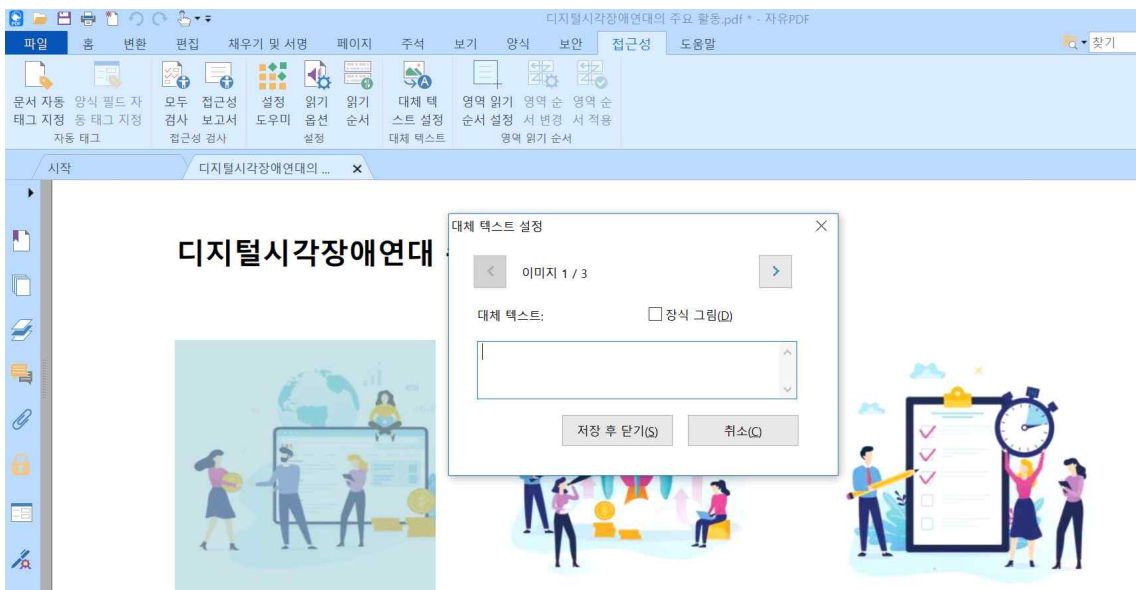 디지털시각장애연대의 주요 활동.pdf * - 자유PDF
파일 홈 변환 편집 채우기 및 서명 페이지 주석 보기 양식 보안 접근성 도움말 찾기
문서 자동 태그 지정
양식 필드 자동 태그 지정
모두 검사
접근성 보고서
설정 도우미
읽기 옵션
읽기 순서
대체 텍스트 설정
영역 읽기 순서 설정
영역 순서 변경
영역 순서 적용
자동 태그 접근성 검사 설정 대체 텍스트 영역 읽기 순서
시작 디지털시각장애연대의 ...
디지털시각장애연대
대체 텍스트 설정
이미지 1 / 3
대체 텍스트: 장식 그림(D)
저장 후 닫기(S) 취소(C)